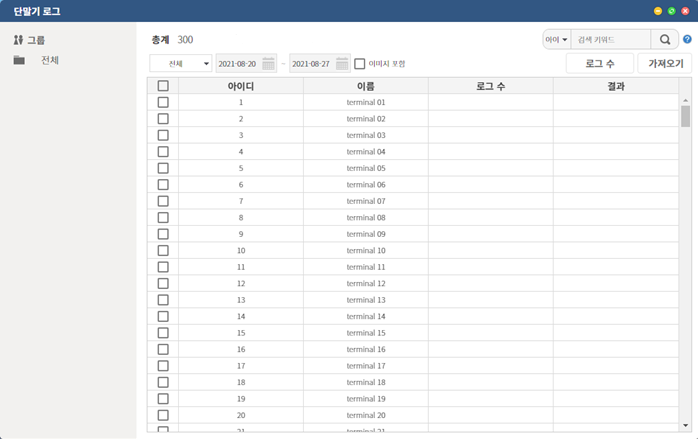 단말기 로그
그룹
전체
총계 300
아이 검색 키워드
전체 2021-08-20 ~ 2021-08-27 이미지 포함 로그 수 가져오기
아이디 이름 로그 수 결과
1 terminal 01
2 terminal 02
3 terminal 03
4 terminal 04
5 terminal 05
6 terminal 06
7 terminal 07
8 terminal 08
9 terminal 09
10 terminal 10
11 terminal 11
12 terminal 12
13 terminal 13
14 terminal 14
15 terminal 15
16 terminal 16
17 terminal 17
18 terminal 18
19 terminal 19
20 terminal 20
21 terminal 21